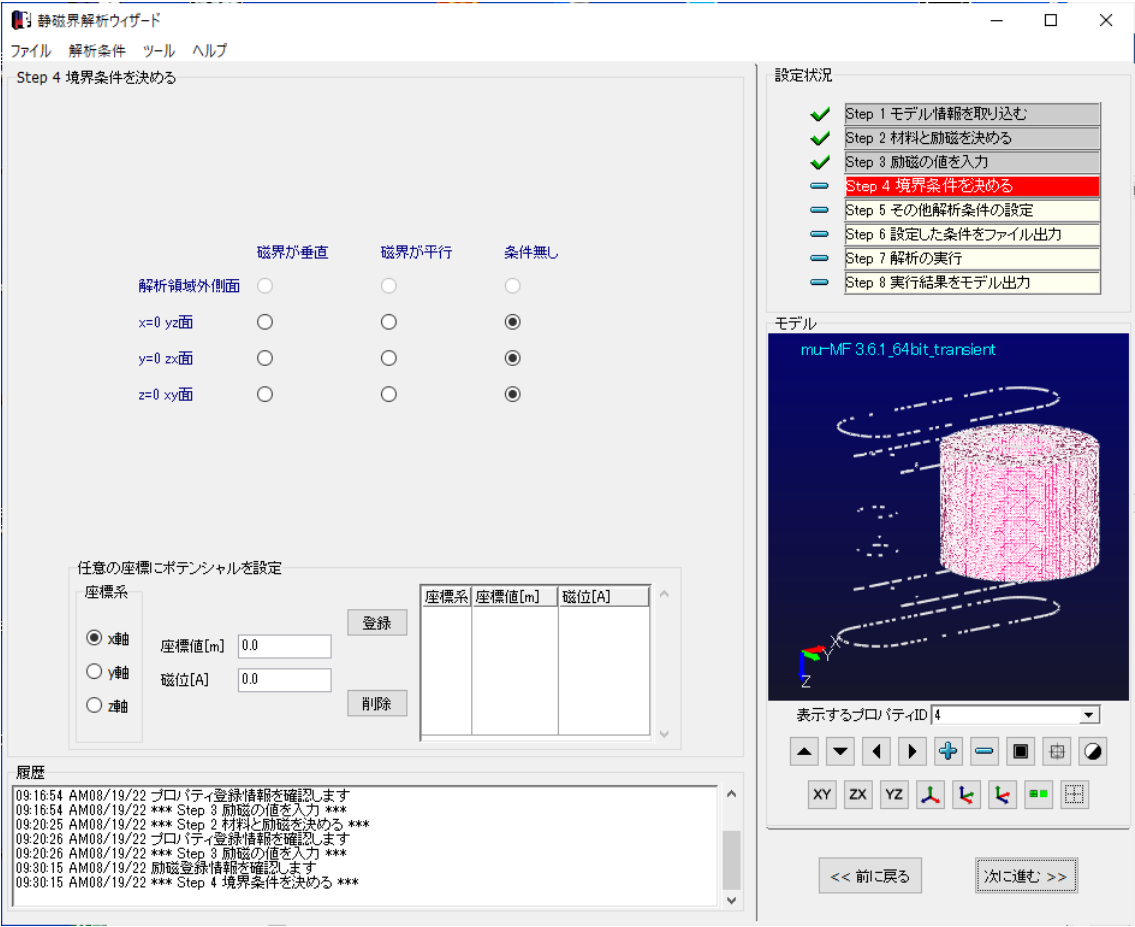 静磁界解析ウィザード
ファイル 解析条件 ツール ヘルプ
Step 4 境界条件を決める
磁界が垂直 磁界が平行 条件無し
解析領域外側面
x=0 yz面
y=0 zx面
z=0 xy面
任意の座標にポテンシャルを設定
座標系
x軸
y軸
z軸
座標値[m] 0.0
磁位[A] 0.0
登録
削除
座標系 座標値[m] 磁位[A]
履歴
09:16:54 AM08/19/22 プロパティ登録情報を確認します
09:16:54 AM08/19/22 *** Step 3 励磁の値を入力 ***
09:20:25 AM08/19/22 *** Step 2 材料と励磁を決める ***
09:20:26 AM08/19/22 プロパティ登録情報を確認します
09:20:26 AM08/19/22 *** Step 3 励磁の値を入力 ***
09:30:15 AM08/19/22 励磁登録情報を確認します
09:30:15 AM08/19/22 *** Step 4 境界条件を決める ***
設定状況
Step 1 モデル情報を取り込む
Step 2 材料と励磁を決める
Step 3 励磁の値を入力
Step 4 境界条件を決める
Step 5 その他解析条件の設定
Step 6 設定した条件をファイル出力
Step 7 解析の実行
Step 8 実行結果をモデル出力
モデル
mu-MF 3.6.1_64bit_transient
X
Y
Z
表示するプロパティID 4
XY ZX YZ
<< 前に戻る 次に進む >>